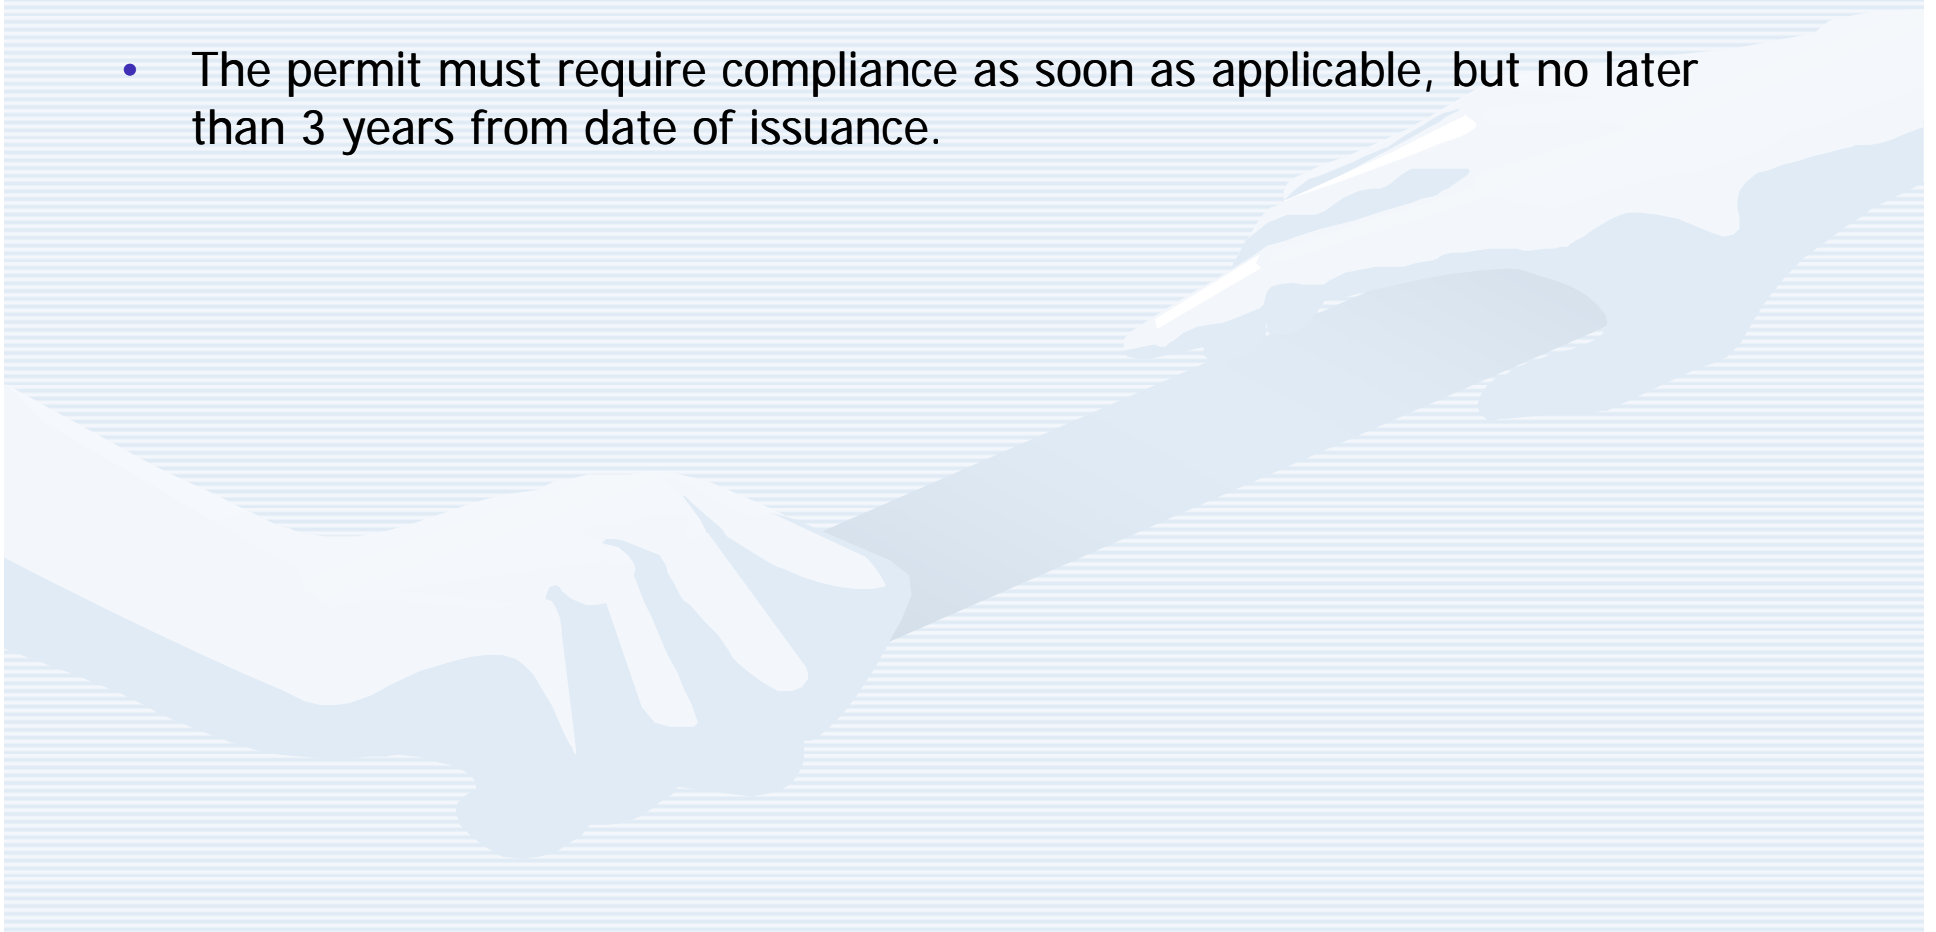 • The permit must require compliance as soon as applicable, but no later
than 3 years from date of issuance.